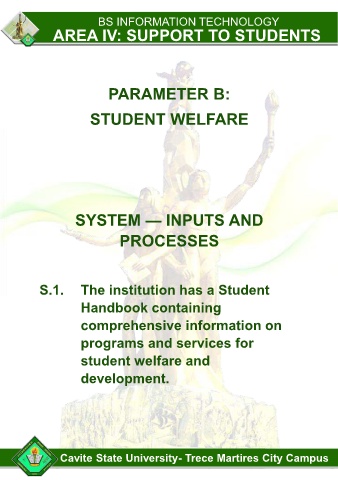 BS INFORMATION TECHNOLOGY
AREA IV: SUPPORT TO STUDENTS
PARAMETER B:
STUDENT WELFARE
SYSTEM — INPUTS AND
PROCESSES
S.1. The institution has a Student
Handbook containing
comprehensive information on
programs and services for
student welfare and
development.
Cavite State University- Trece Martires City Campus